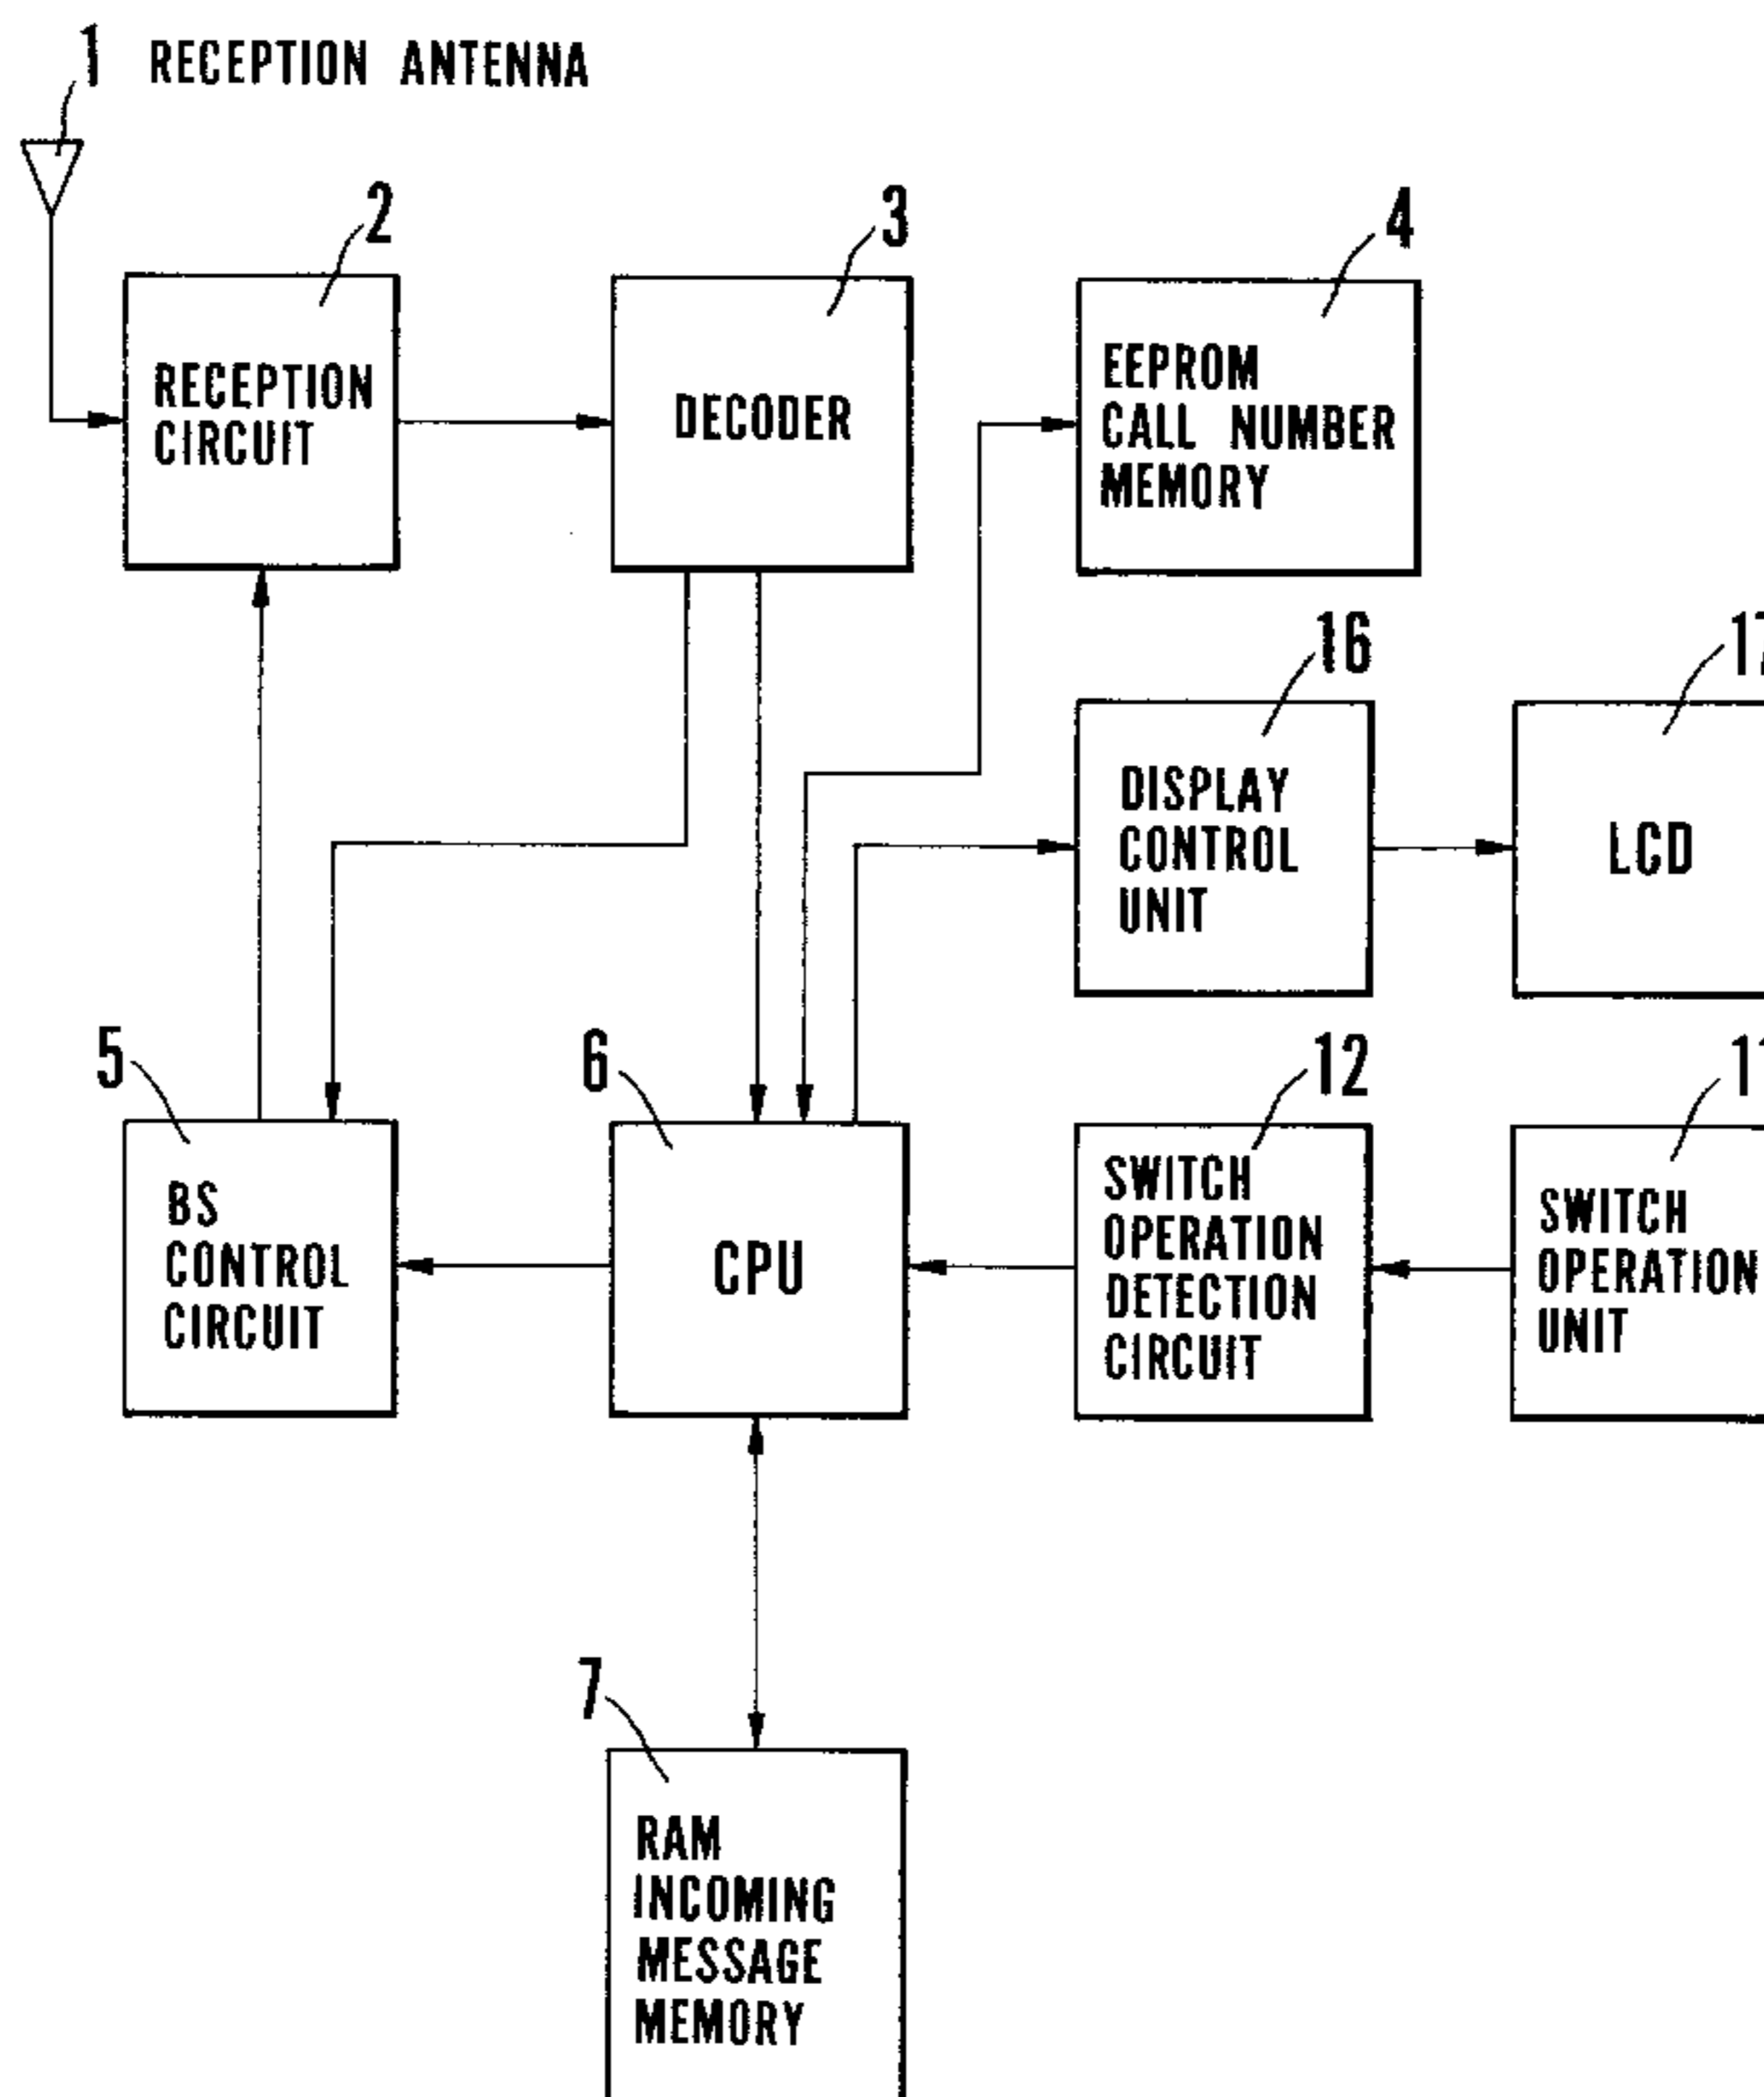 1 RECEPTION ANTENNA
2
3
4
RECEPTION
CIRCUIT
DECODER
EEPROM
CALL NUMBER
MEMORY
16
DISPLAY
CONTROL
UNIT
LCD
5
6
12
BS
CONTROL
CIRCUIT
CPU
SWITCH
OPERATION
DETECTION
CIRCUIT
SWITCH
OPERATION
UNIT
7
RAM
INCOMING
MESSAGE
MEMORY